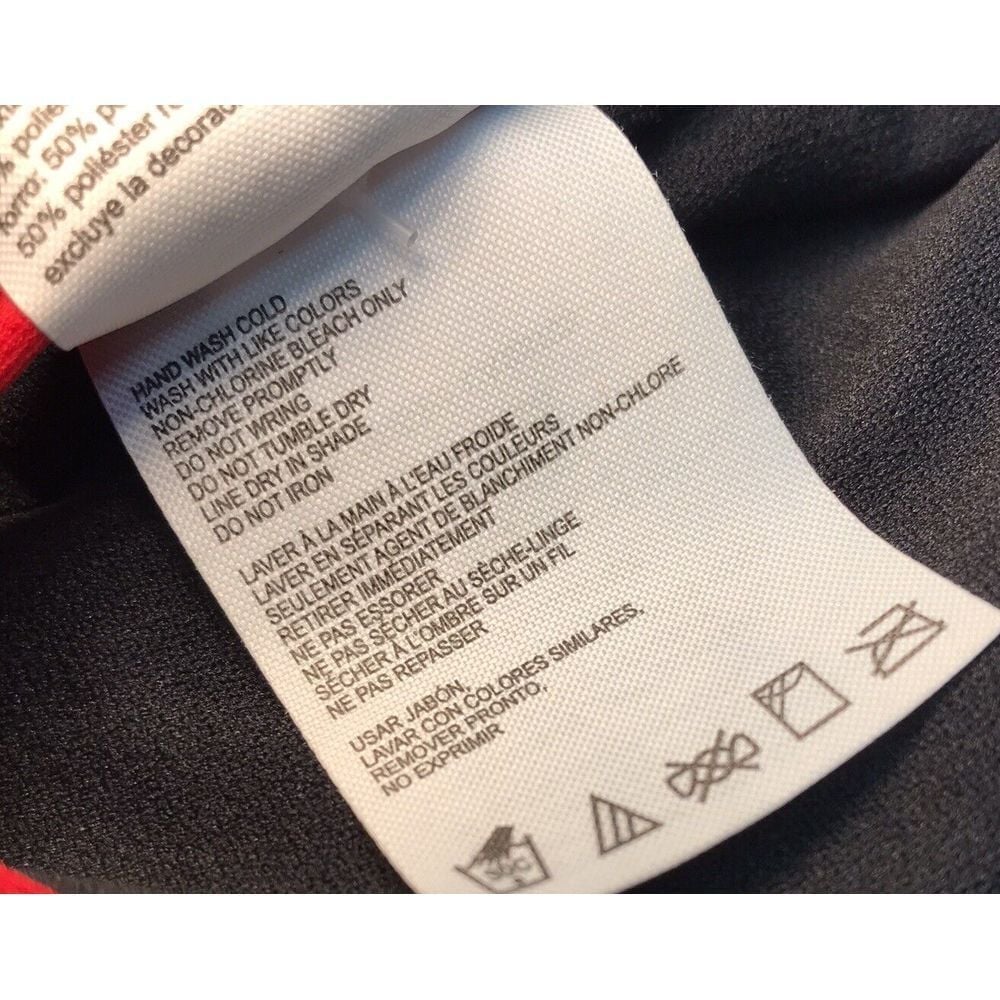 % polié
Korra: 50% po
50% poliéster r
excluye la decorac
HAND WASH COLD
WASH WITH LIKE COLORS
NON-CHLORINE BLEACH ONLY
REMOVE PROMPTLY
DO NOT WRING
DO NOT TUMBLE DRY
LINE DRY IN SHADE
DO NOT IRON
LAVER À LA MAIN À L'EAU FROIDE
LAVER EN SÉPARANT LES COULEURS
SEULEMENT AGENT DE BLANCHIMENT NON-CHLORE
RETIRER IMMÉDIATEMENT
NE PAS ESSORER
NE PAS SÉCHER AU SÈCHE-LINGE
SÉCHER À L'OMBRE SUR UN FIL
NE PAS REPASSER
USAR JABÓN,
LAVAR CON COLORES SIMILARES,
REMOVER PRONTO,
NO EXPRIMIR
30C